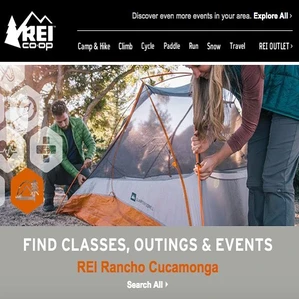 Discover even more events in your area. Explore All >
REI
CO·OP
Camp & Hike Climb Cycle Paddle Run Snow Travel REI OUTLET >
FIND CLASSES, OUTINGS & EVENTS
REI Rancho Cucamonga
Search All >